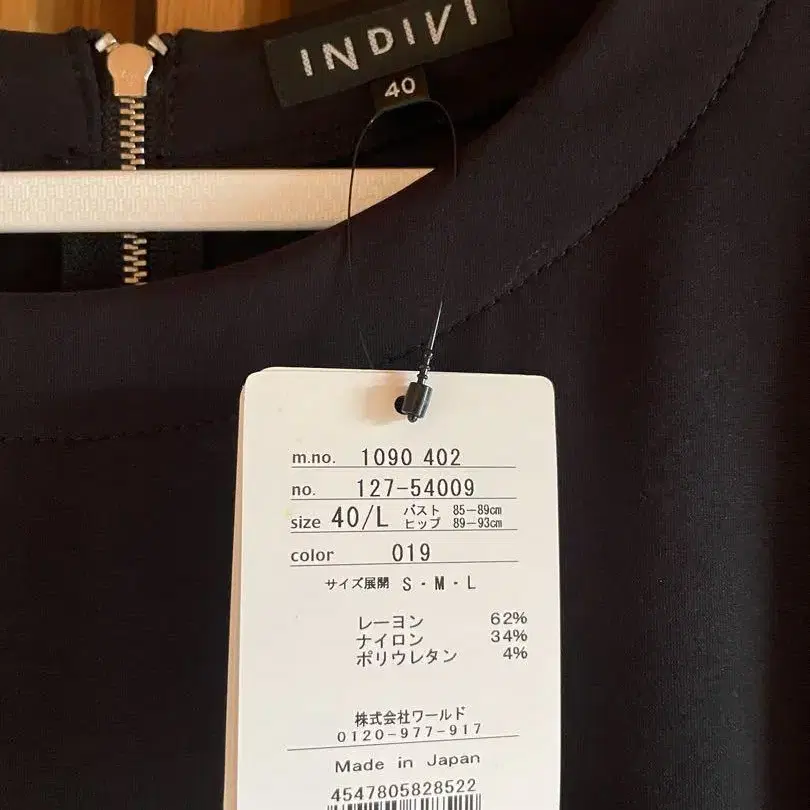 INDIVI
40
m.no. 1090 402
no. 127-54009
size 40/L バスト 85-89cm
ヒップ 89-93cm
color 019
サイズ展開 S・M・L
レーヨン 62%
ナイロン 34%
ポリウレタン 4%
株式会社ワールド
0120-977-917
Made in Japan
4547805828522